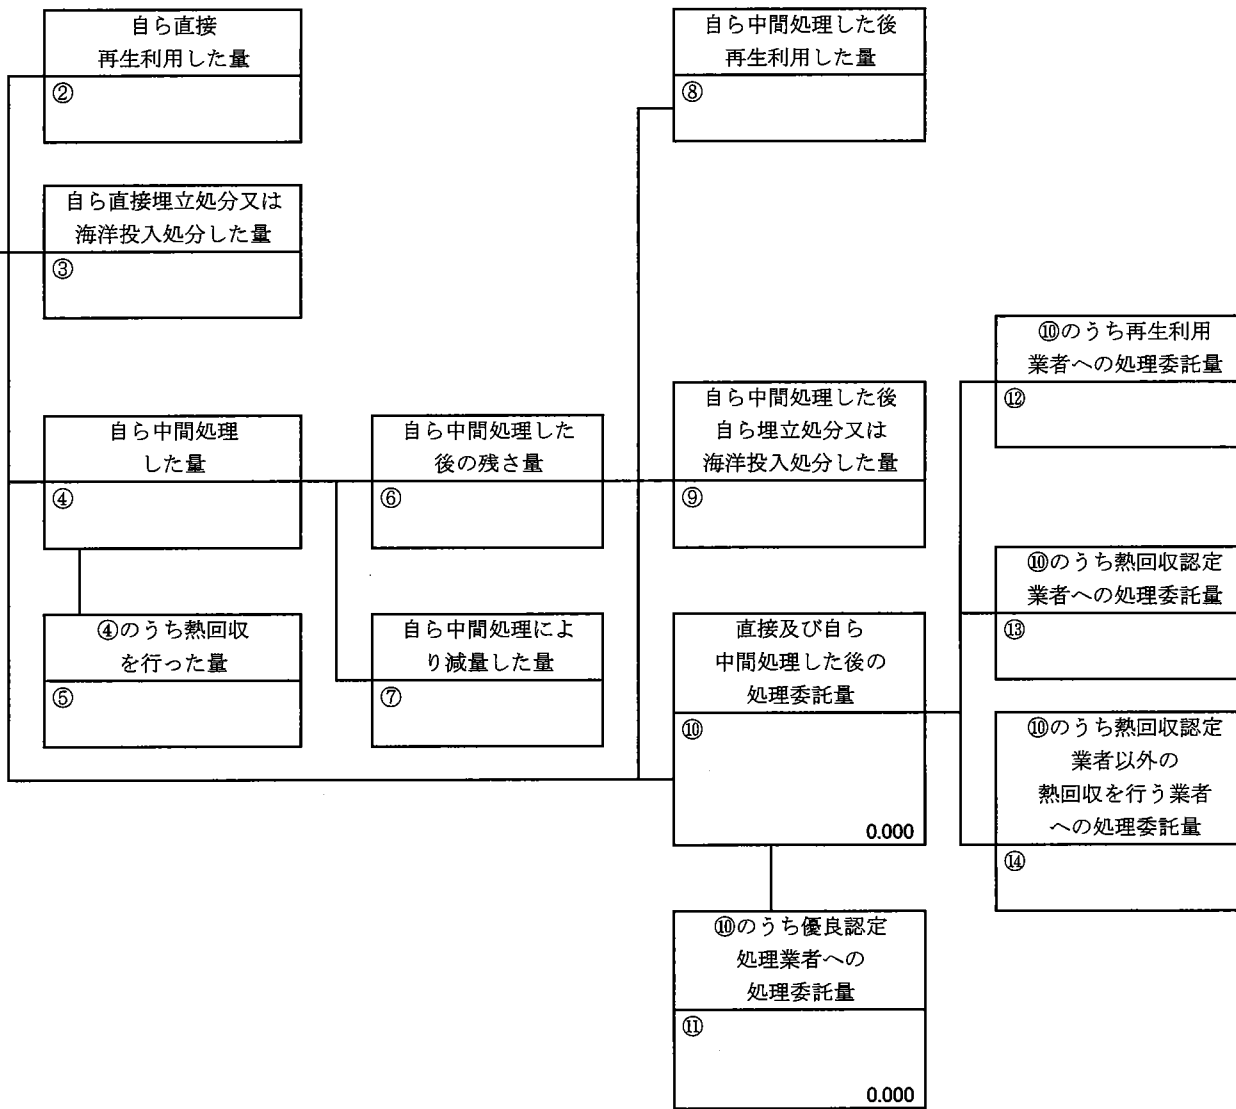 自ら直接
再生利用した量
②
自ら直接埋立処分又は
海洋投入処分した量
③
自ら中間処理
した量
④
④のうち熱回収
を行った量
⑤
自ら中間処理した
後の残さ量
⑥
自ら中間処理によ
り減量した量
⑦
自ら中間処理した後
再生利用した量
⑧
自ら中間処理した後
自ら埋立処分又は
海洋投入処分した量
⑨
直接及び自ら
中間処理した後の
処理委託量
⑩
0.000
⑩のうち優良認定
処理業者への
処理委託量
⑪
0.000
⑩のうち再生利用
業者への処理委託量
⑫
⑩のうち熱回収認定
業者への処理委託量
⑬
⑩のうち熱回収認定
業者以外の
熱回収を行う業者
への処理委託量
⑭